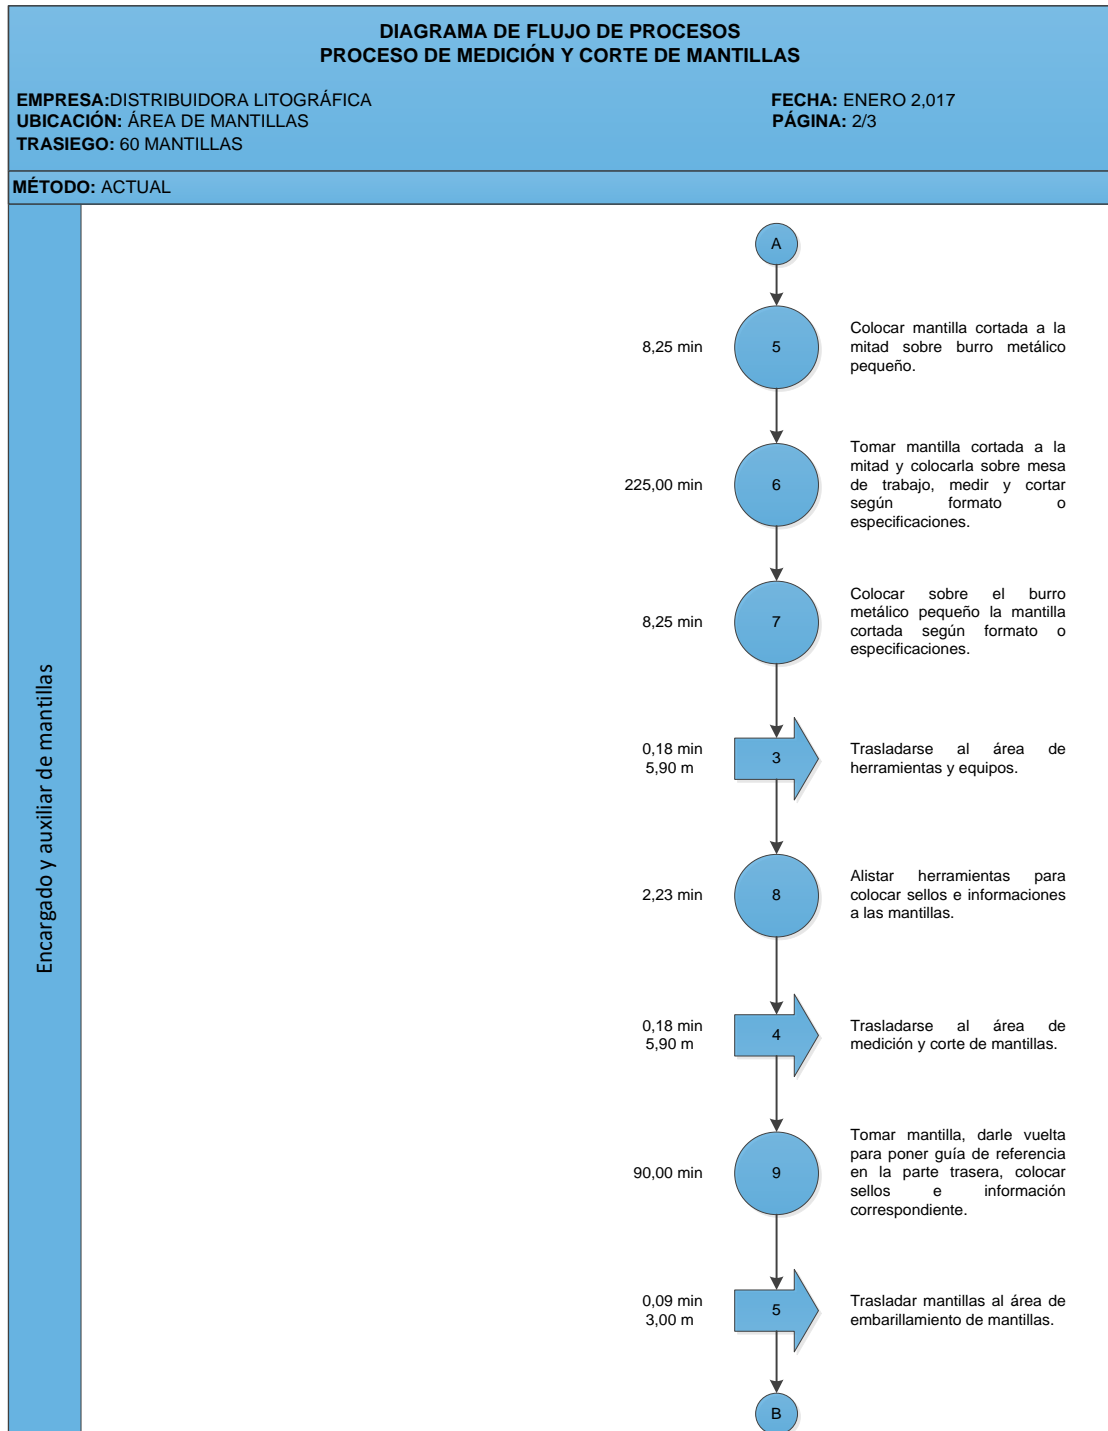 DIAGRAMA DE FLUJO DE PROCESOS
PROCESO DE MEDICIÓN Y CORTE DE MANTILLAS
EMPRESA:DISTRIBUIDORA LITOGRÁFICA
FECHA: ENERO 2,017
UBICACIÓN: ÁREA DE MANTILLAS
PÁGINA: 2/3
TRASIEGO: 60 MANTILLAS
MÉTODO: ACTUAL
Encargado y auxiliar de mantillas
A
8,25 min
5
Colocar mantilla cortada a la
mitad sobre burro metálico
pequeño.
225,00 min
6
Tomar mantilla cortada a la
mitad y colocarla sobre mesa
de trabajo, medir y cortar
según formato o
especificaciones.
8,25 min
7
Colocar sobre el burro
metálico pequeño la mantilla
cortada según formato o
especificaciones.
0,18 min
5,90 m
3
Trasladarse al área de
herramientas y equipos.
2,23 min
8
Alistar herramientas para
colocar sellos e informaciones
a las mantillas.
0,18 min
5,90 m
4
Trasladarse al área de
medición y corte de mantillas.
90,00 min
9
Tomar mantilla, darle vuelta
para poner guía de referencia
en la parte trasera, colocar
sellos e información
correspondiente.
0,09 min
3,00 m
5
Trasladar mantillas al área de
embarillamiento de mantillas.
B